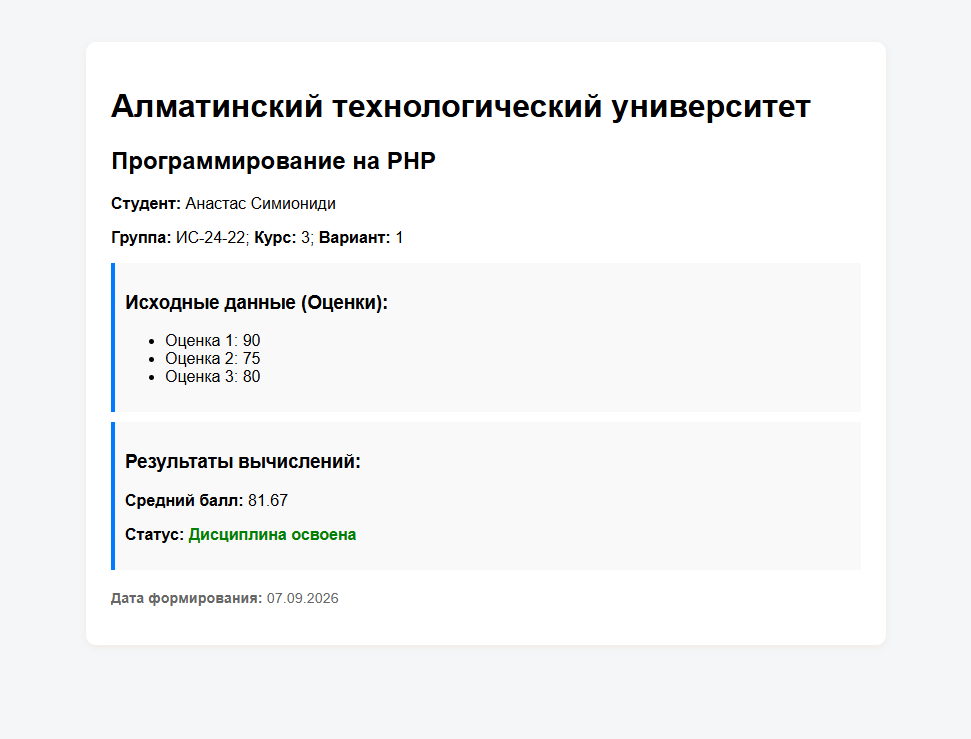 Алматинский технологический университет
Программирование на PHP
Студент: Анастас Симиониди
Группа: ИС-24-22; Курс: 3; Вариант: 1
Исходные данные (Оценки):
• Оценка 1: 90
• Оценка 2: 75
• Оценка 3: 80
Результаты вычислений:
Средний балл: 81.67
Статус: Дисциплина освоена
Дата формирования: 07.09.2026